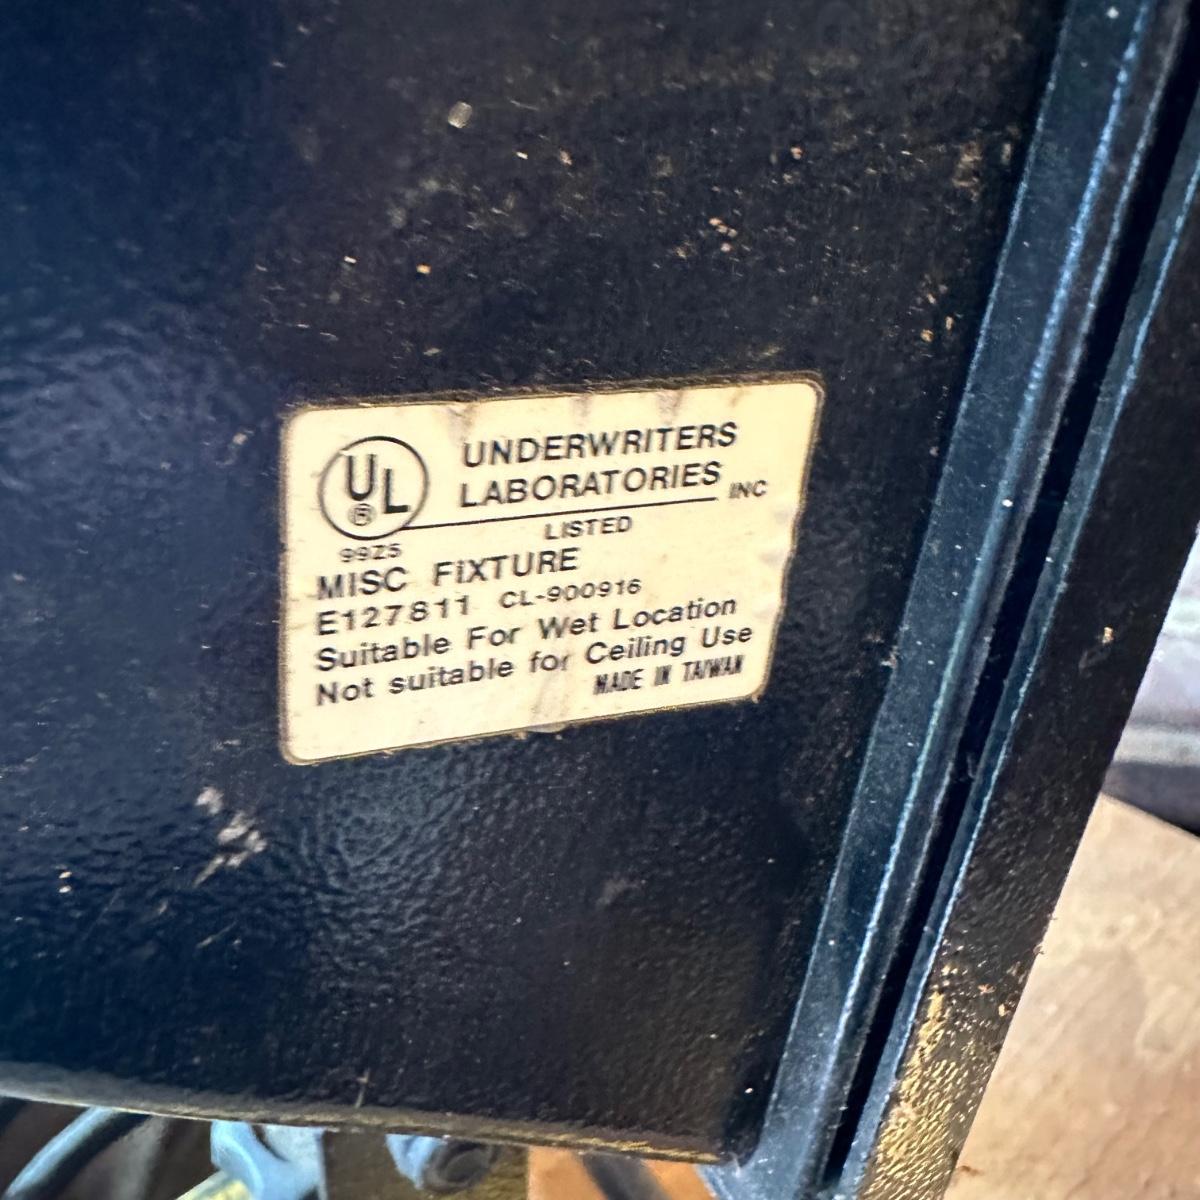 UL
®
UNDERWRITERS
LABORATORIES INC
LISTED
99Z5
MISC FIXTURE
E127811 CL-900916
Suitable For Wet Location
Not suitable for Ceiling Use
MADE IN TAIWAN